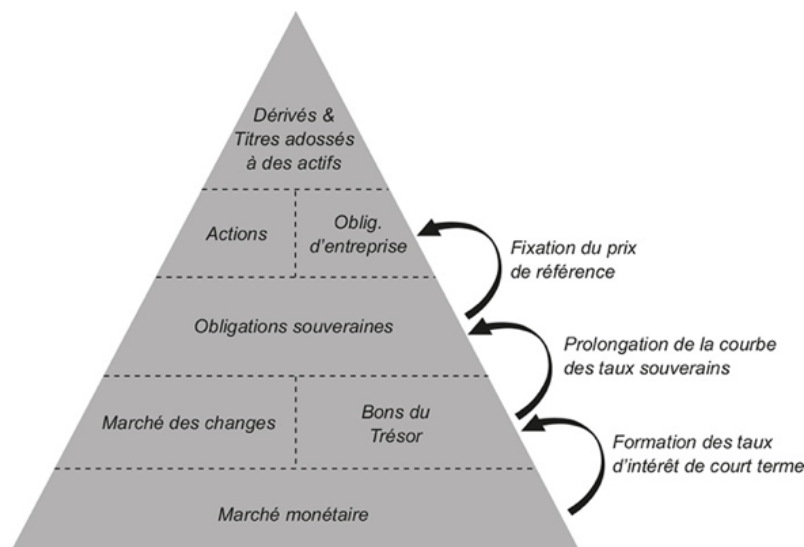 Dérivés &
Titres adossés
à des actifs
Actions
Oblig.
d'entreprise
Fixation du prix
de référence
Obligations souveraines
Prolongation de la courbe
des taux souverains
Marché des changes
Bons du
Trésor
Formation des taux
d'intérêt de court terme
Marché monétaire